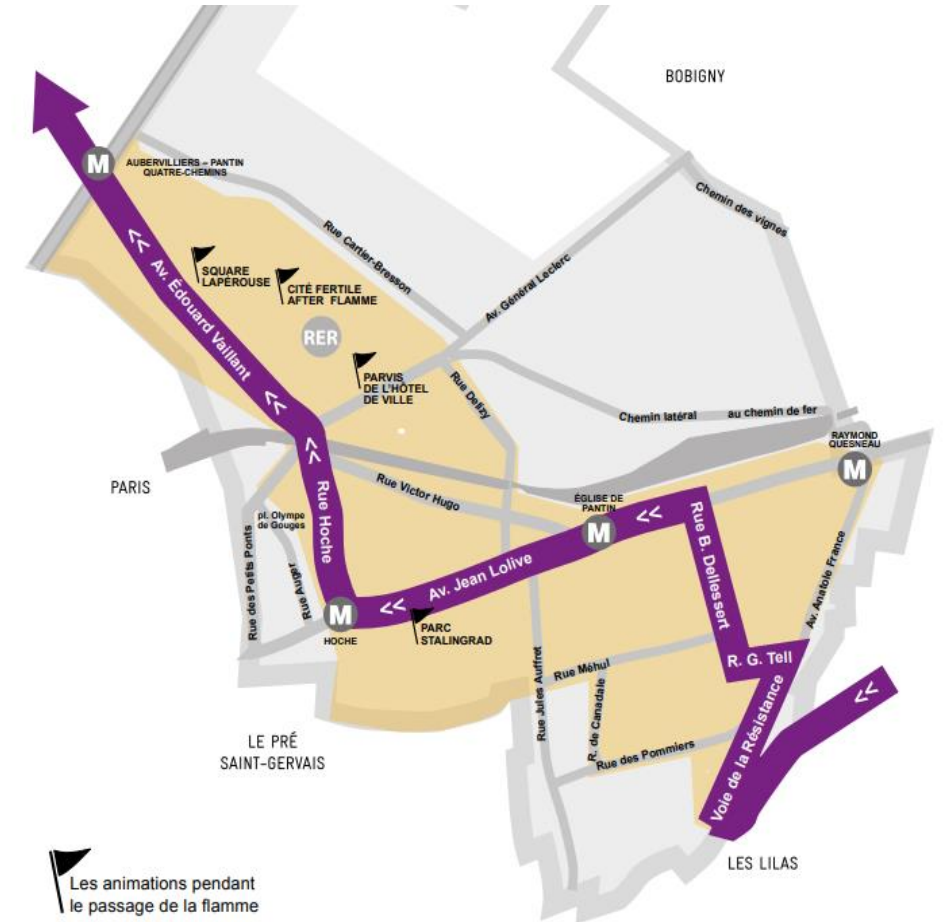 BOBIGNY
M
AUBERVILLIERS – PANTIN
QUATRE-CHEMINS
Chemin des vignes
Rue Cartier-Bresson
Av. Général Leclerc
SQUARE
LAPÉROUSE
CITÉ FERTILE
AFTER FLAMME
Av. Édouard Vaillant
RER
PARVIS
DE L'HÔTEL
DE VILLE
Rue Delizy
Chemin latéral
au chemin de fer
RAYMOND
QUESNEAU
M
PARIS
Rue Victor Hugo
ÉGLISE DE
PANTIN
M
Rue Hoche
pl. Olympe
de Gouges
Rue des Petits Ponts
Rue Auger
M
HOCHE
Av. Jean Lolive
PARC
STALINGRAD
Rue B. Dellessert
Av. Anatole France
R. G. Tell
Rue Méhul
Rue Jules Auffret
R. de Canadale
Rue des Pommiers
Voie de la Résistance
LE PRÉ
SAINT-GERVAIS
LES LILAS
Les animations pendant
le passage de la flamme